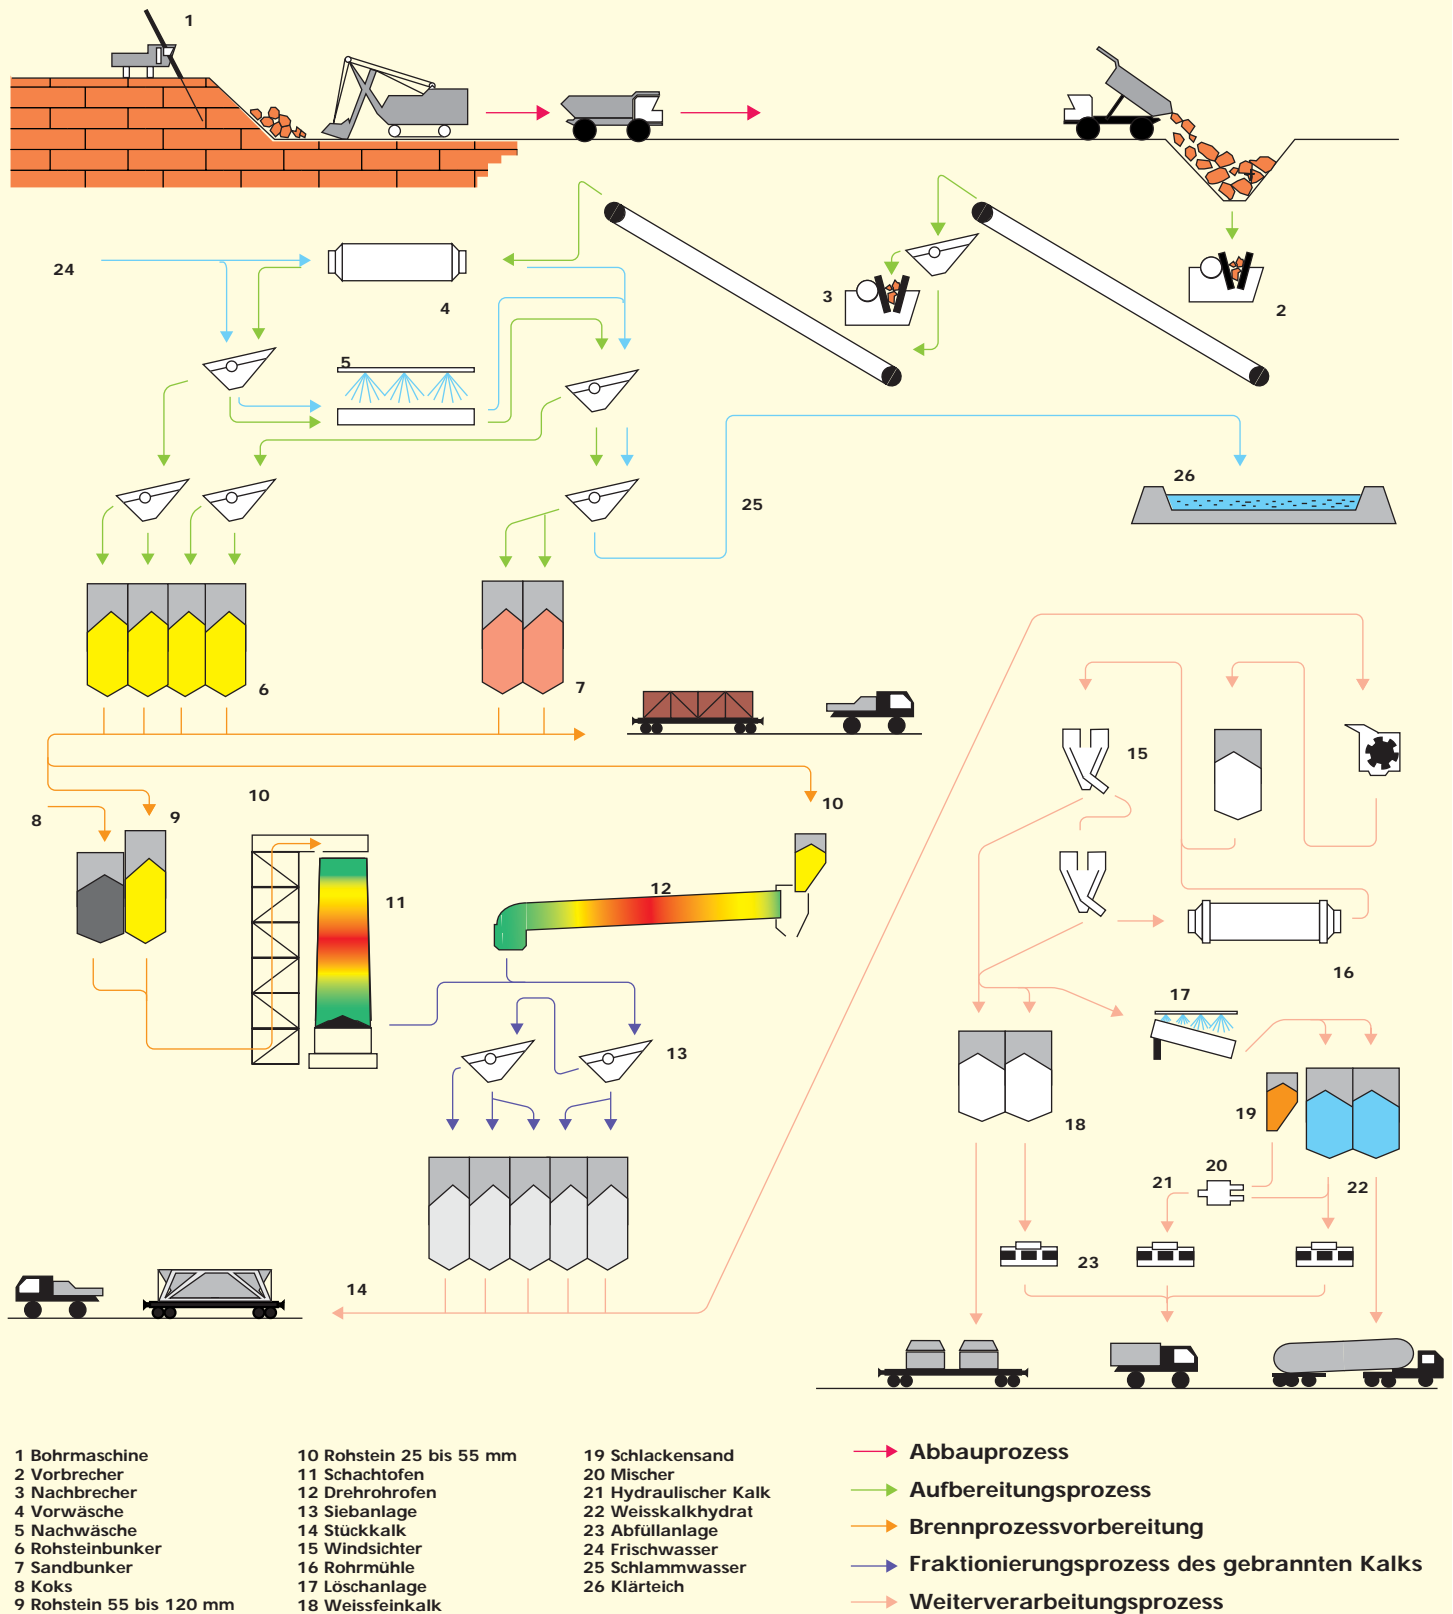 1
24
4
3
2
5
25
26
6
7
15
8
9
10
10
11
12
16
17
13
18
19
20
21
22
23
14
1 Bohrmaschine
2 Vorbrecher
3 Nachbrecher
4 Vorwäsche
5 Nachwäsche
6 Rohsteinbunker
7 Sandbunker
8 Koks
9 Rohstein 55 bis 120 mm
10 Rohstein 25 bis 55 mm
11 Schachtofen
12 Drehrohrofen
13 Siebanlage
14 Stückkalk
15 Windsichter
16 Rohrmühle
17 Löschanlage
18 Weissfeinkalk
19 Schlackensand
20 Mischer
21 Hydraulischer Kalk
22 Weisskalkhydrat
23 Abfüllanlage
24 Frischwasser
25 Schlammwasser
26 Klärteich
Abbauprozess
Aufbereitungsprozess
Brennprozessvorbereitung
Fraktionierungsprozess des gebrannten Kalks
Weiterverarbeitungsprozess